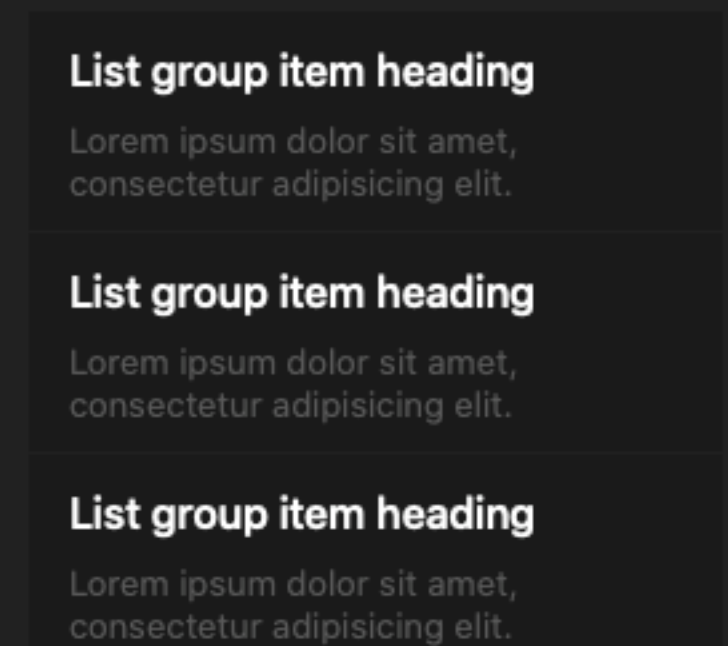 List group item heading
Lorem ipsum dolor sit amet,
consectetur adipisicing elit.
List group item heading
Lorem ipsum dolor sit amet,
consectetur adipisicing elit.
List group item heading
Lorem ipsum dolor sit amet,
consectetur adipisicing elit.